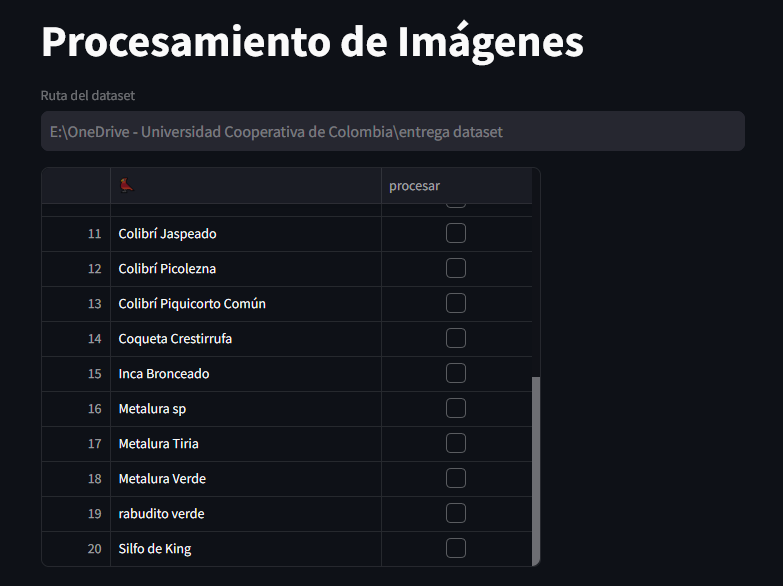 Procesamiento de Imágenes
Ruta del dataset
E:\OneDrive - Universidad Cooperativa de Colombia\entrega dataset
procesar
11 Colibrí Jaspeado
12 Colibrí Picolezna
13 Colibrí Piquicorto Común
14 Coqueta Crestirrufa
15 Inca Bronceado
16 Metalura sp
17 Metalura Tiria
18 Metalura Verde
19 rabudito verde
20 Silfo de King